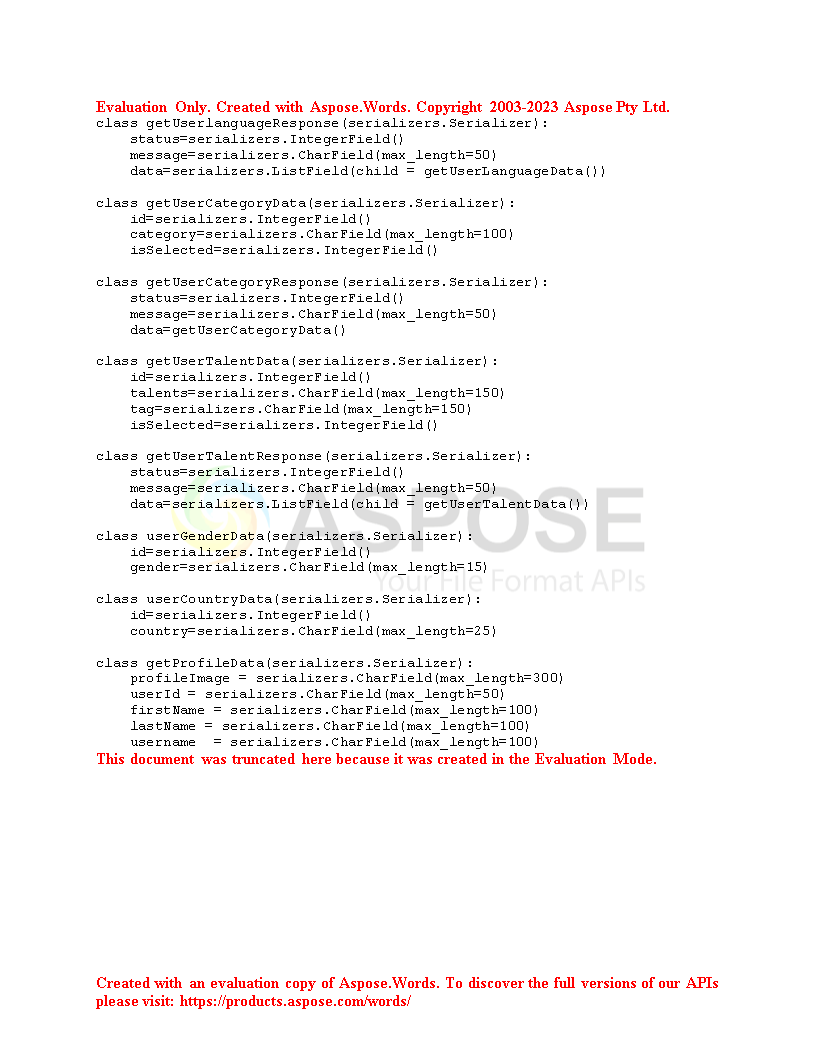 Evaluation Only. Created with Aspose.Words. Copyright 2003-2023 Aspose Pty Ltd.
class getUserlanguageResponse(serializers.Serializer):
    status=serializers.IntegerField()
    message=serializers.CharField(max_length=50)
    data=serializers.ListField(child = getUserLanguageData())

class getUserCategoryData(serializers.Serializer):
    id=serializers.IntegerField()
    category=serializers.CharField(max_length=100)
    isSelected=serializers.IntegerField()

class getUserCategoryResponse(serializers.Serializer):
    status=serializers.IntegerField()
    message=serializers.CharField(max_length=50)
    data=getUserCategoryData()

class getUserTalentData(serializers.Serializer):
    id=serializers.IntegerField()
    talents=serializers.CharField(max_length=150)
    tag=serializers.CharField(max_length=150)
    isSelected=serializers.IntegerField()

class getUserTalentResponse(serializers.Serializer):
    status=serializers.IntegerField()
    message=serializers.CharField(max_length=50)
    data=serializers.ListField(child = getUserTalentData())
ASPOSE

class userGenderData(serializers.Serializer):
    id=serializers.IntegerField()
    gender=serializers.CharField(max_length=15)
Your File Format APIs

class userCountryData(serializers.Serializer):
    id=serializers.IntegerField()
    country=serializers.CharField(max_length=25)

class getProfileData(serializers.Serializer):
    profileImage = serializers.CharField(max_length=300)
    userId = serializers.CharField(max_length=50)
    firstName = serializers.CharField(max_length=100)
    lastName = serializers.CharField(max_length=100)
    username  = serializers.CharField(max_length=100)
This document was truncated here because it was created in the Evaluation Mode.
Created with an evaluation copy of Aspose.Words. To discover the full versions of our APIs
please visit: https://products.aspose.com/words/